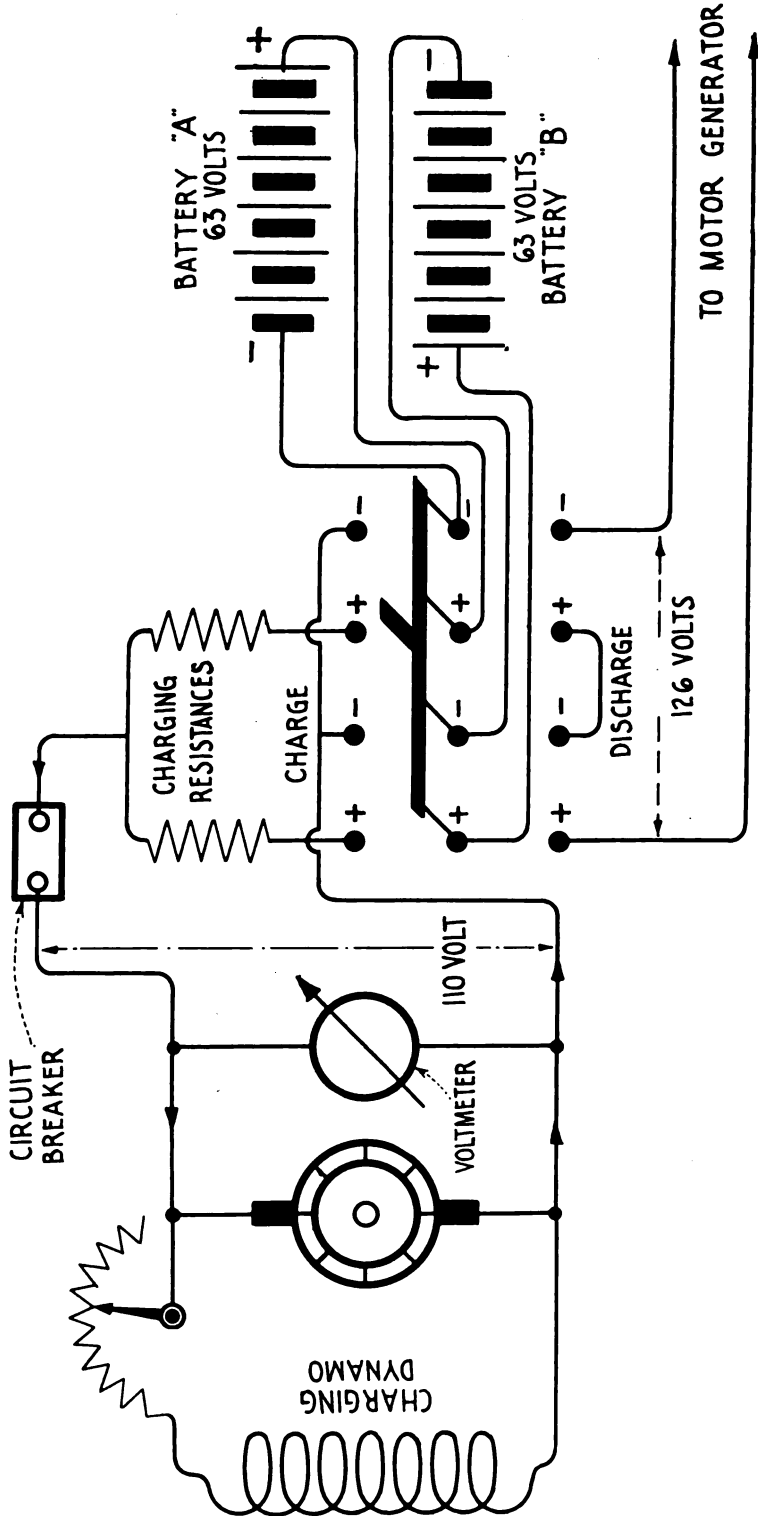 CIRCUIT
BREAKER
CHARGING
RESISTANCES
BATTERY "A"
63 VOLTS
+
-
-
+
63 VOLTS
BATTERY "B"
CHARGE
+
-
+
-
+
-
+
-
+
-
+
-
DISCHARGE
126 VOLTS
TO MOTOR GENERATOR
110 VOLT
VOLTMETER
CHARGING
DYNAMO